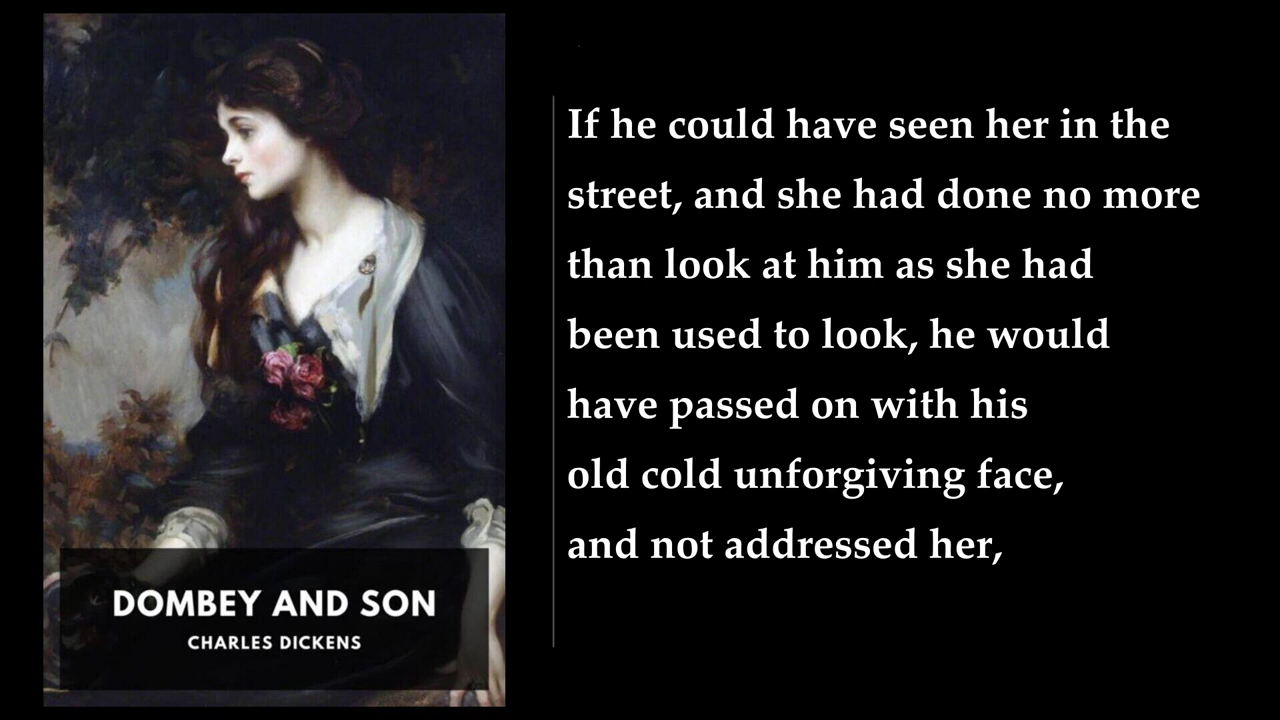 If he could have seen her in the
street, and she had done no more
than look at him as she had
been used to look, he would
have passed on with his
old cold unforgiving face,
and not addressed her,
DOMBEY AND SON
CHARLES DICKENS